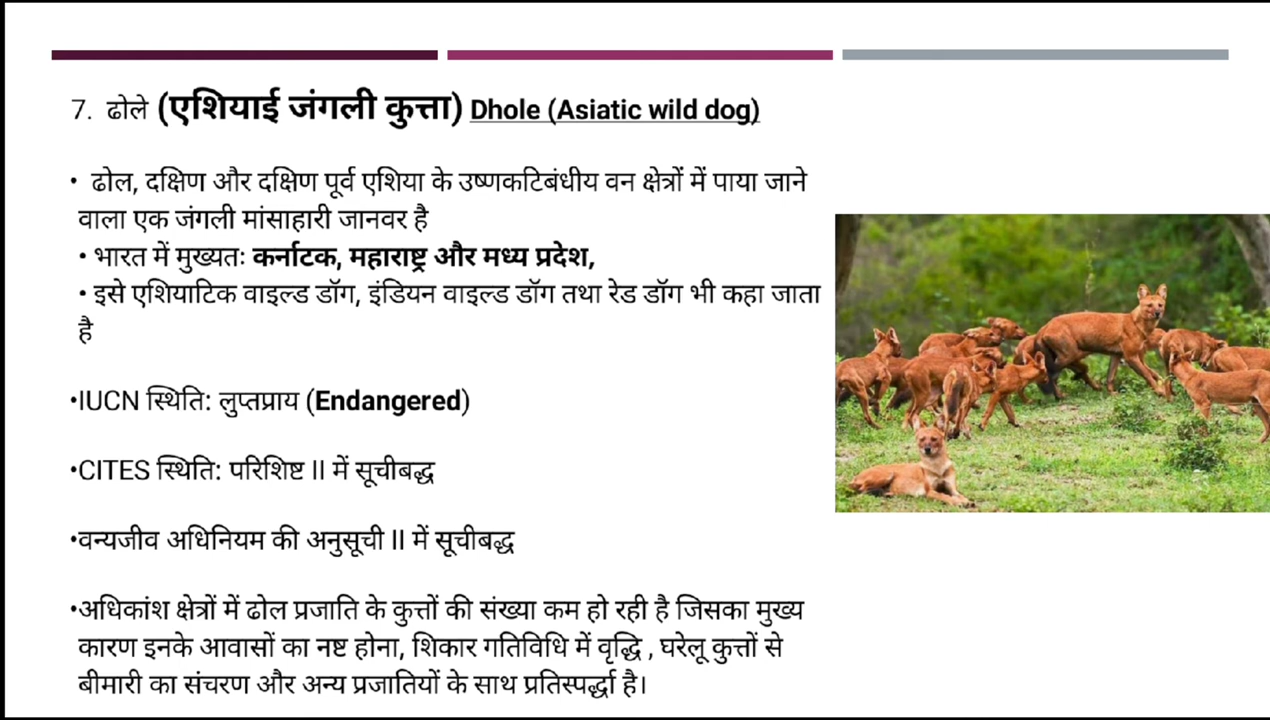 7. ढोले (एशियाई जंगली कुत्ता) Dhole (Asiatic wild dog)
• ढोल, दक्षिण और दक्षिण पूर्व एशिया के उष्णकटिबंधीय वन क्षेत्रों में पाया जाने
वाला एक जंगली मांसाहारी जानवर है
• भारत में मुख्यतः कर्नाटक, महाराष्ट्र और मध्य प्रदेश,
• इसे एशियाटिक वाइल्ड डॉग, इंडियन वाइल्ड डॉग तथा रेड डॉग भी कहा जाता
है
•IUCN स्थिति: लुप्तप्राय (Endangered)
•CITES स्थिति: परिशिष्ट II में सूचीबद्ध
•वन्यजीव अधिनियम की अनुसूची II में सूचीबद्ध
•अधिकांश क्षेत्रों में ढोल प्रजाति के कुत्तों की संख्या कम हो रही है जिसका मुख्य
कारण इनके आवासों का नष्ट होना, शिकार गतिविधि में वृद्धि , घरेलू कुत्तों से
बीमारी का संचरण और अन्य प्रजातियों के साथ प्रतिस्पर्द्धा है।